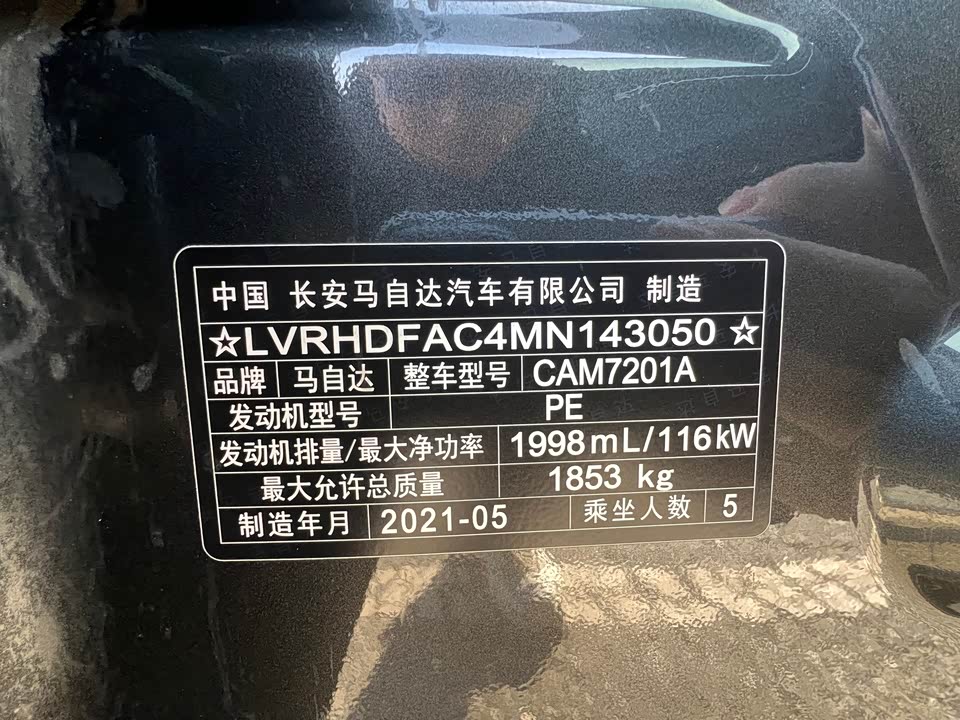 中国 长安马自达汽车有限公司 制造
☆LVRHDFAC4MN143050☆
品牌 马自达 整车型号 CAM7201A
发动机型号 PE
发动机排量/最大净功率 1998mL/116kW
最大允许总质量 1853 kg
制造年月 2021-05 乘坐人数 5